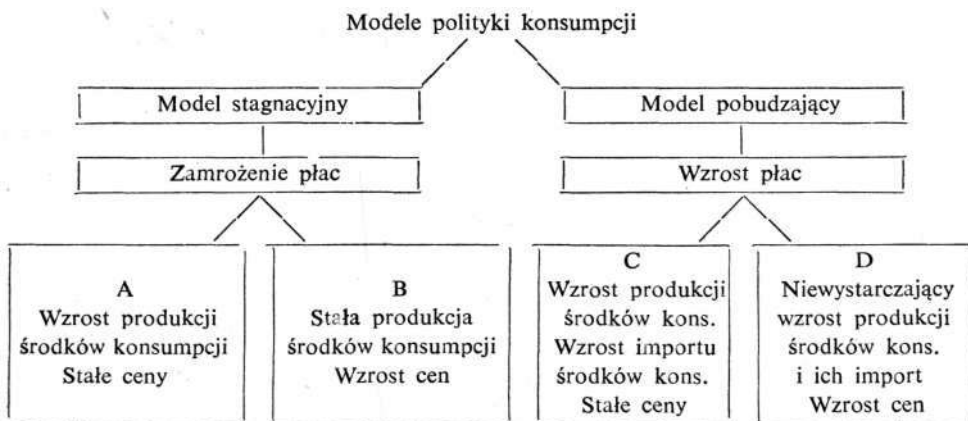 Modele polityki konsumpcji
Model stagnacyjny
Model pobudzający
Zamrożenie płac
Wzrost płac
A
Wzrost produkcji
środków konsumpcji
Stałe ceny
B
Stała produkcja
środków konsumpcji
Wzrost cen
C
Wzrost produkcji
środków kons.
Wzrost importu
środków kons.
Stałe ceny
D
Niewystarczający
wzrost produkcji
środków kons.
i ich import
Wzrost cen